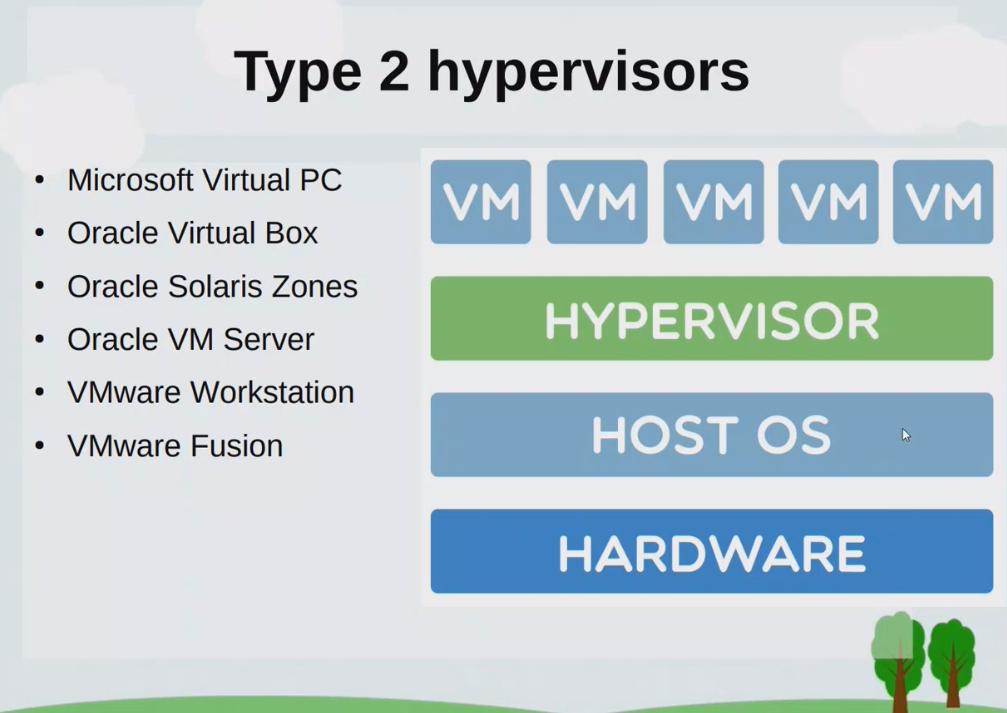 Type 2 hypervisors
• Microsoft Virtual PC
• Oracle Virtual Box
• Oracle Solaris Zones
• Oracle VM Server
• VMware Workstation
• VMware Fusion
VM VM VM VM VM
HYPERVISOR
HOST OS
HARDWARE